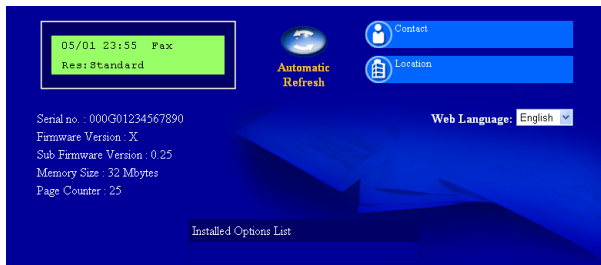 05/01 23:55 Fax
Res:Standard
Automatic
Refresh
Contact
Location
Serial no. : 000G01234567890
Firmware Version : X
Sub Firmware Version : 0.25
Memory Size : 32 Mbytes
Page Counter : 25
Web Language: English
Installed Options List